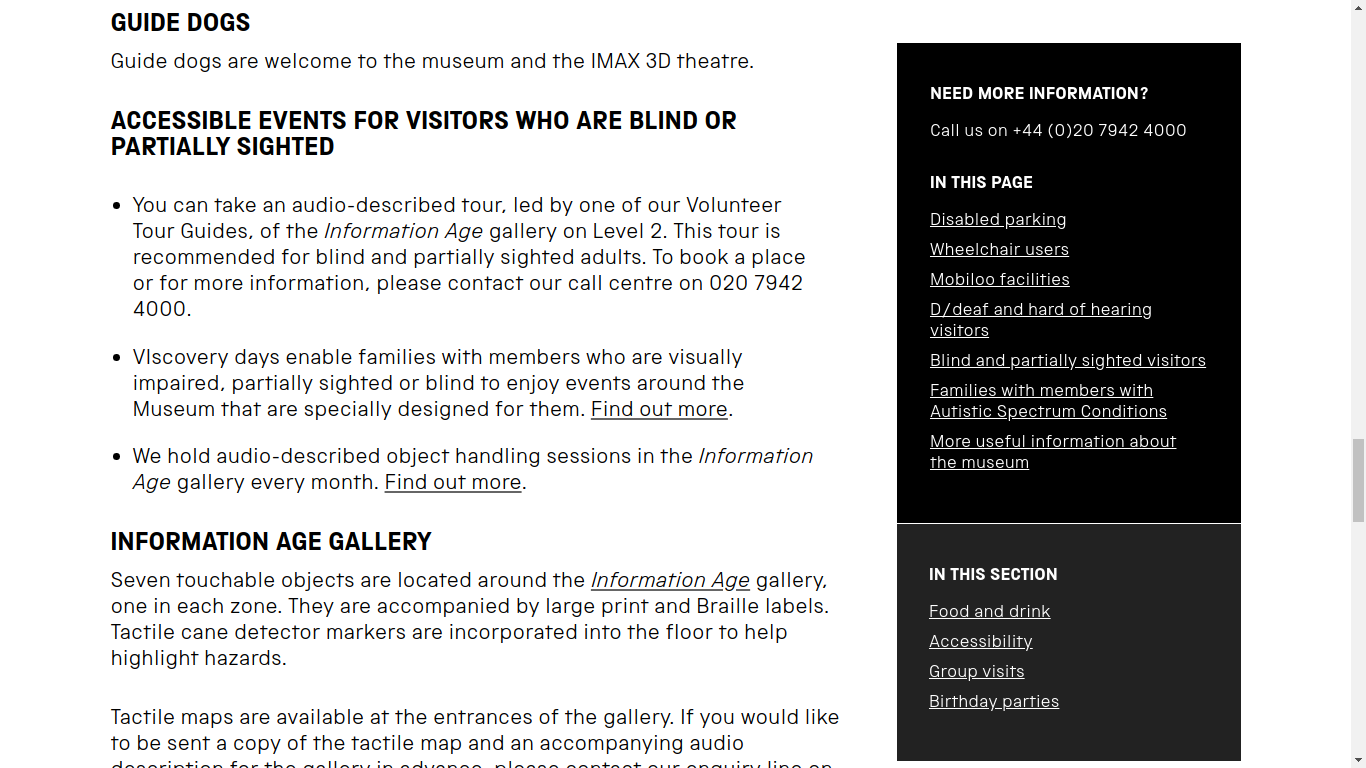 GUIDE DOGS
Guide dogs are welcome to the museum and the IMAX 3D theatre.
ACCESSIBLE EVENTS FOR VISITORS WHO ARE BLIND OR
PARTIALLY SIGHTED
You can take an audio-described tour, led by one of our Volunteer
Tour Guides, of the Information Age gallery on Level 2. This tour is
recommended for blind and partially sighted adults. To book a place
or for more information, please contact our call centre on 020 7942
4000.
VIscovery days enable families with members who are visually
impaired, partially sighted or blind to enjoy events around the
Museum that are specially designed for them. Find out more.
We hold audio-described object handling sessions in the Information
Age gallery every month. Find out more.
INFORMATION AGE GALLERY
Seven touchable objects are located around the Information Age gallery,
one in each zone. They are accompanied by large print and Braille labels.
Tactile cane detector markers are incorporated into the floor to help
highlight hazards.
Tactile maps are available at the entrances of the gallery. If you would like
to be sent a copy of the tactile map and an accompanying audio
description for the gallery in advance, please contact our enquiry line on
NEED MORE INFORMATION?
Call us on +44 (0)20 7942 4000
IN THIS PAGE
Disabled parking
Wheelchair users
Mobiloo facilities
D/deaf and hard of hearing
visitors
Blind and partially sighted visitors
Families with members with
Autistic Spectrum Conditions
More useful information about
the museum
IN THIS SECTION
Food and drink
Accessibility
Group visits
Birthday parties